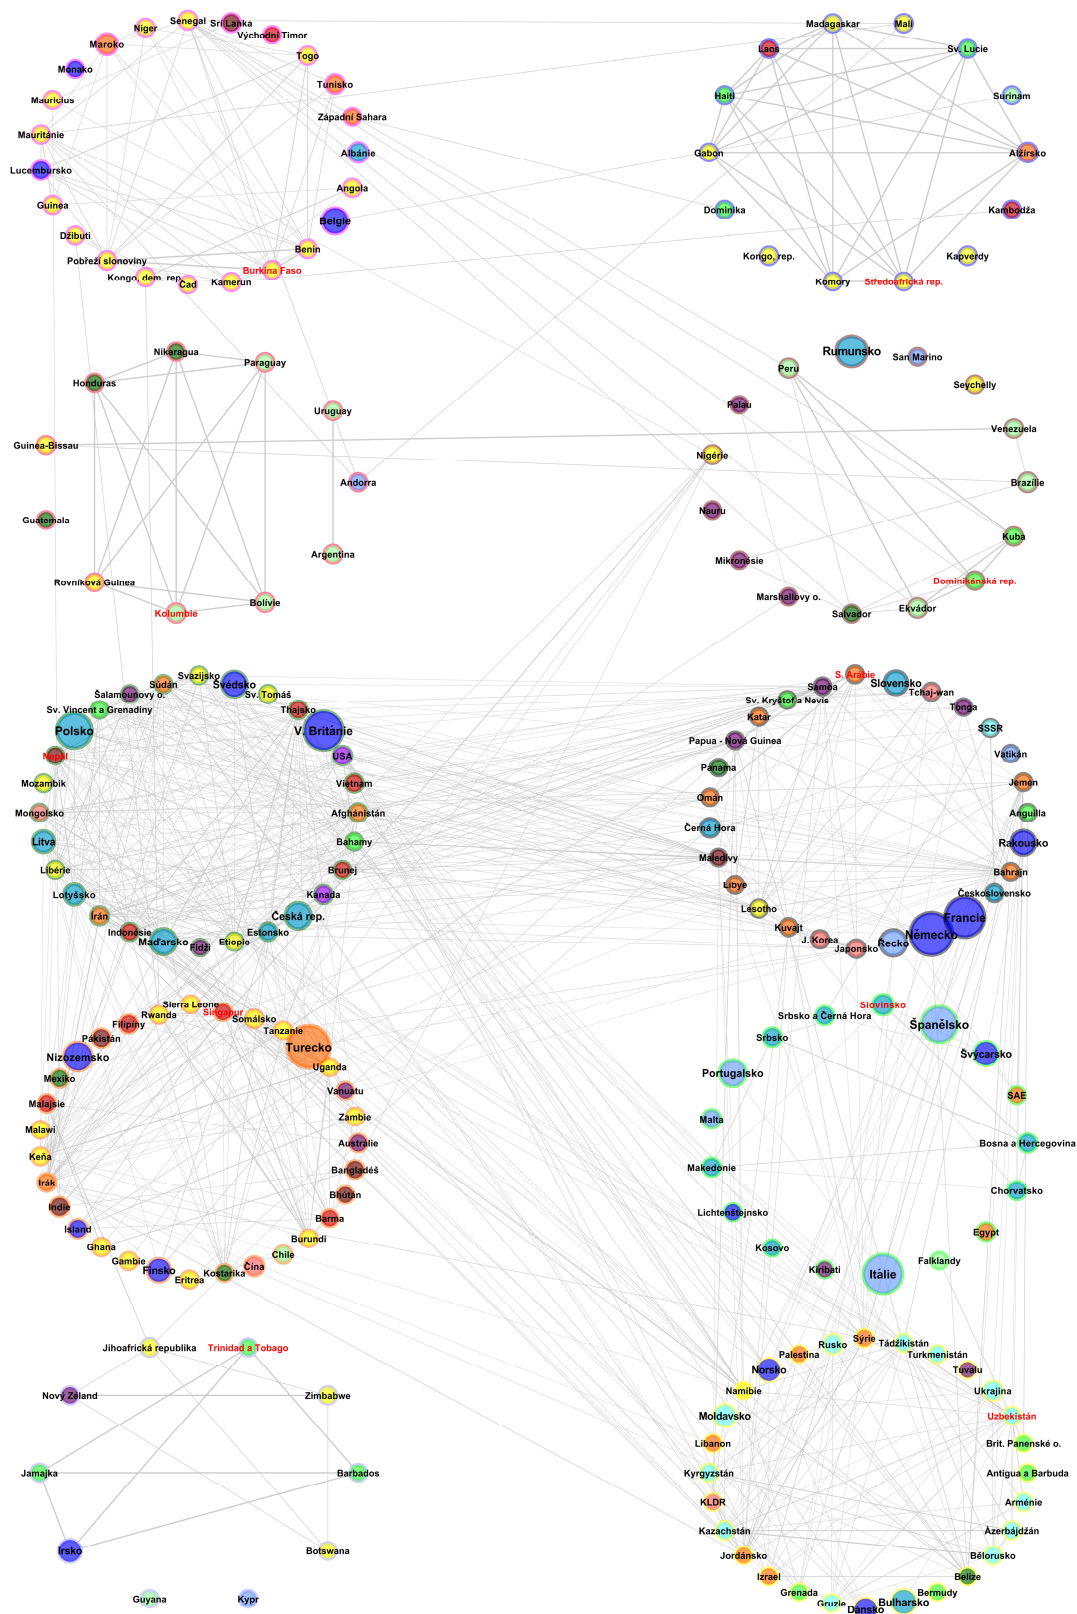 Senegal
Srí Lanka
Niger
Východní Timor
Maroko
Togo
Monako
Tunisko
Mauricius
Západní Sahara
Mauritánie
Albánie
Lucembursko
Angola
Guinea
Belgie
Džibuti
Benin
Pobřeží slonoviny
Burkina Faso
Kongo, dem. rep.
Čad
Kamerun
Madagaskar
Mali
Laos
Sv. Lucie
Haiti
Surinam
Gabon
Alžírsko
Dominika
Kambodža
Kongo, rep.
Kapverdy
Komory
Středoafrická rep.
Nikaragua
Paraguay
Honduras
Uruguay
Guinea-Bissau
Andorra
Guatemala
Argentina
Rovníková Guinea
Kolumbie
Bolívie
Rumunsko
San Marino
Peru
Seychelly
Palau
Venezuela
Nigérie
Brazílie
Nauru
Kuba
Mikronésie
Dominikánská rep.
Marshallovy o.
Salvador
Ekvádor
Svazijsko
Súdán
Švédsko
Šalamounovy o.
Sv. Tomáš
Sv. Vincent a Grenadiny
Thajsko
Polsko
V. Británie
Nepál
USA
Mozambik
Vietnam
Mongolsko
Afghánistán
Litva
Bahamy
Libérie
Brunej
Lotyšsko
Kanada
Irán
Česká rep.
Indonésie
Estonsko
Maďarsko
Fidži
Etiopie
S. Arábie
Samoa
Slovensko
Sv. Kryštof a Nevis
Tchaj-wan
Katar
Tonga
Papua - Nová Guinea
SSSR
Panama
Vatikán
Omán
Jemen
Černá Hora
Anguilla
Maledivy
Rakousko
Libye
Bahrajn
Lesotho
Československo
Kuvajt
Francie
J. Korea
Německo
Japonsko
Řecko
Sierra Leone
Rwanda
Singapur
Filipíny
Somálsko
Pákistán
Tanzanie
Nizozemsko
Turecko
Mexiko
Uganda
Malajsie
Vanuatu
Malawi
Zambie
Keňa
Austrálie
Irák
Bangladéš
Indie
Bhútán
Island
Barma
Ghana
Burundi
Gambie
Chile
Finsko
Čína
Eritrea
Kostarika
Slovinsko
Srbsko a Černá Hora
Španělsko
Srbsko
Švýcarsko
Portugalsko
SAE
Malta
Bosna a Hercegovina
Makedonie
Chorvatsko
Lichtenštejnsko
Egypt
Kosovo
Falklandy
Kiribati
Itálie
Jihoafrická republika
Trinidad a Tobago
Nový Zéland
Zimbabwe
Jamajka
Barbados
Irsko
Botswana
Guyana
Kypr
Sýrie
Rusko
Tádžikistán
Palestina
Turkmenistán
Norsko
Tuvalu
Namibie
Ukrajina
Moldavsko
Uzbekistán
Libanon
Brit. Panenské o.
Kyrgyzstán
Antigua a Barbuda
KLDR
Arménie
Kazachstán
Ázerbájdžán
Jordánsko
Bělorusko
Izrael
Belize
Grenada
Bermudy
Gruzie
Dánsko
Bulharsko